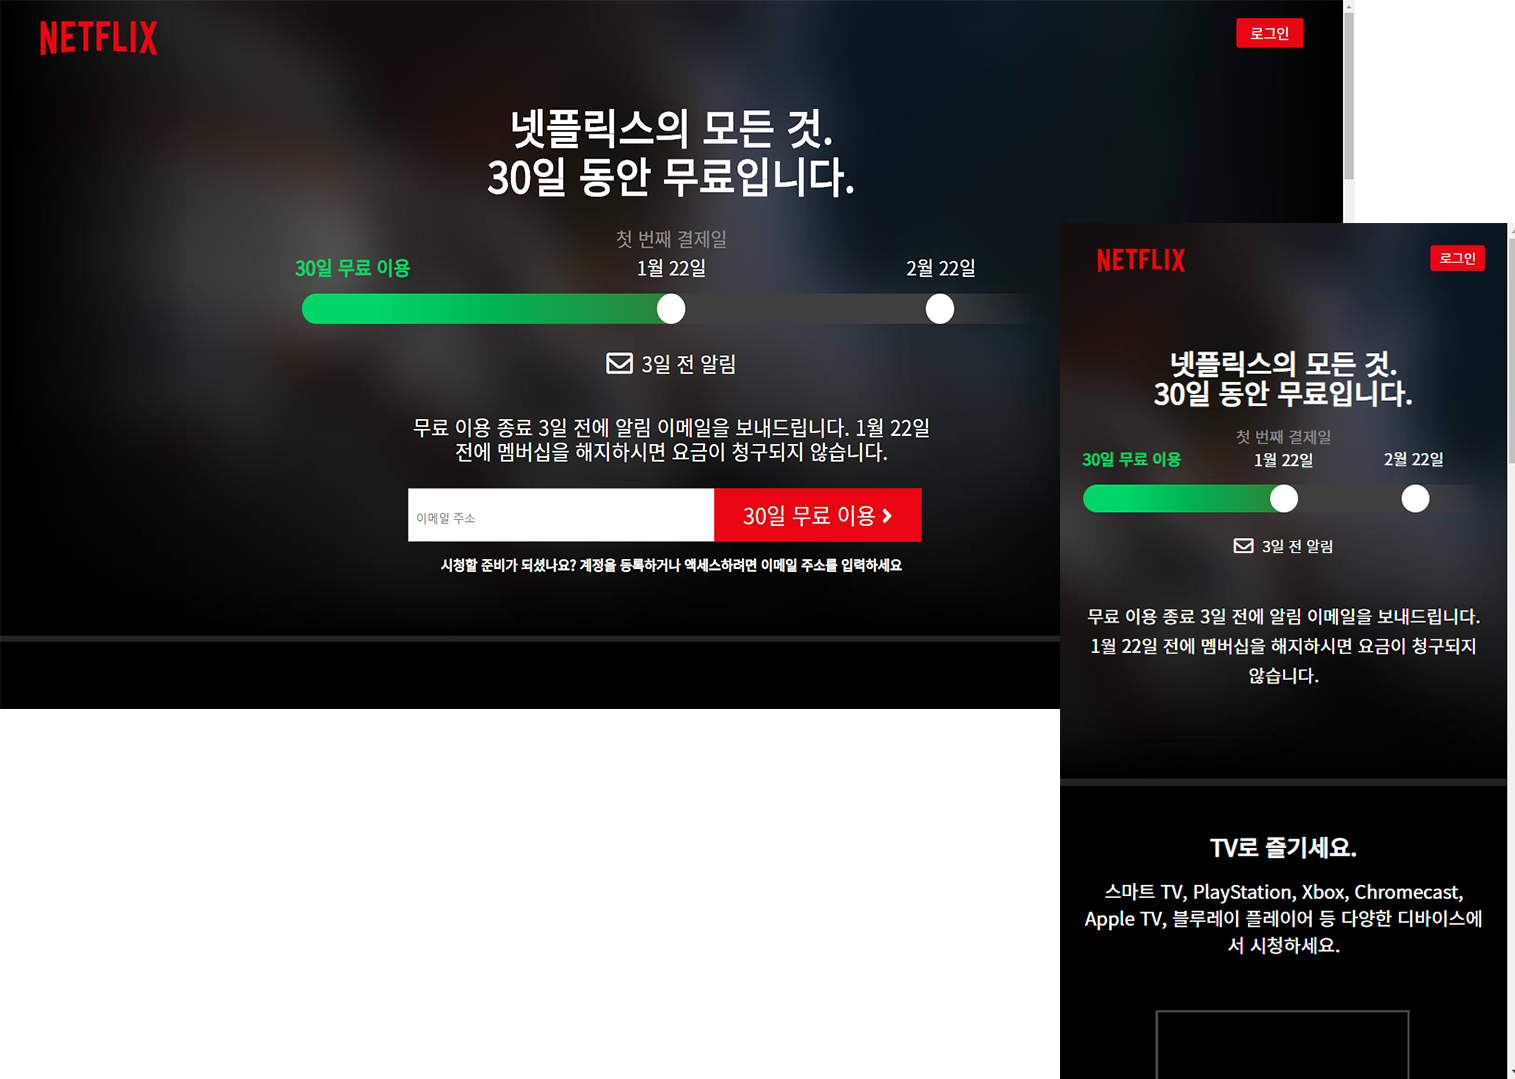 NETFLIX
로그인
넷플릭스의 모든 것.
30일 동안 무료입니다.
첫 번째 결제일
30일 무료 이용
1월 22일
2월 22일
3일 전 알림
무료 이용 종료 3일 전에 알림 이메일을 보내드립니다. 1월 22일
전에 멤버십을 해지하시면 요금이 청구되지 않습니다.
이메일 주소
30일 무료 이용
시청할 준비가 되셨나요? 계정을 등록하거나 액세스하려면 이메일 주소를 입력하세요
NETFLIX
로그인
넷플릭스의 모든 것.
30일 동안 무료입니다.
첫 번째 결제일
30일 무료 이용
1월 22일
2월 22일
3일 전 알림
무료 이용 종료 3일 전에 알림 이메일을 보내드립니다.
1월 22일 전에 멤버십을 해지하시면 요금이 청구되지
않습니다.
TV로 즐기세요.
스마트 TV, PlayStation, Xbox, Chromecast,
Apple TV, 블루레이 플레이어 등 다양한 디바이스에
서 시청하세요.